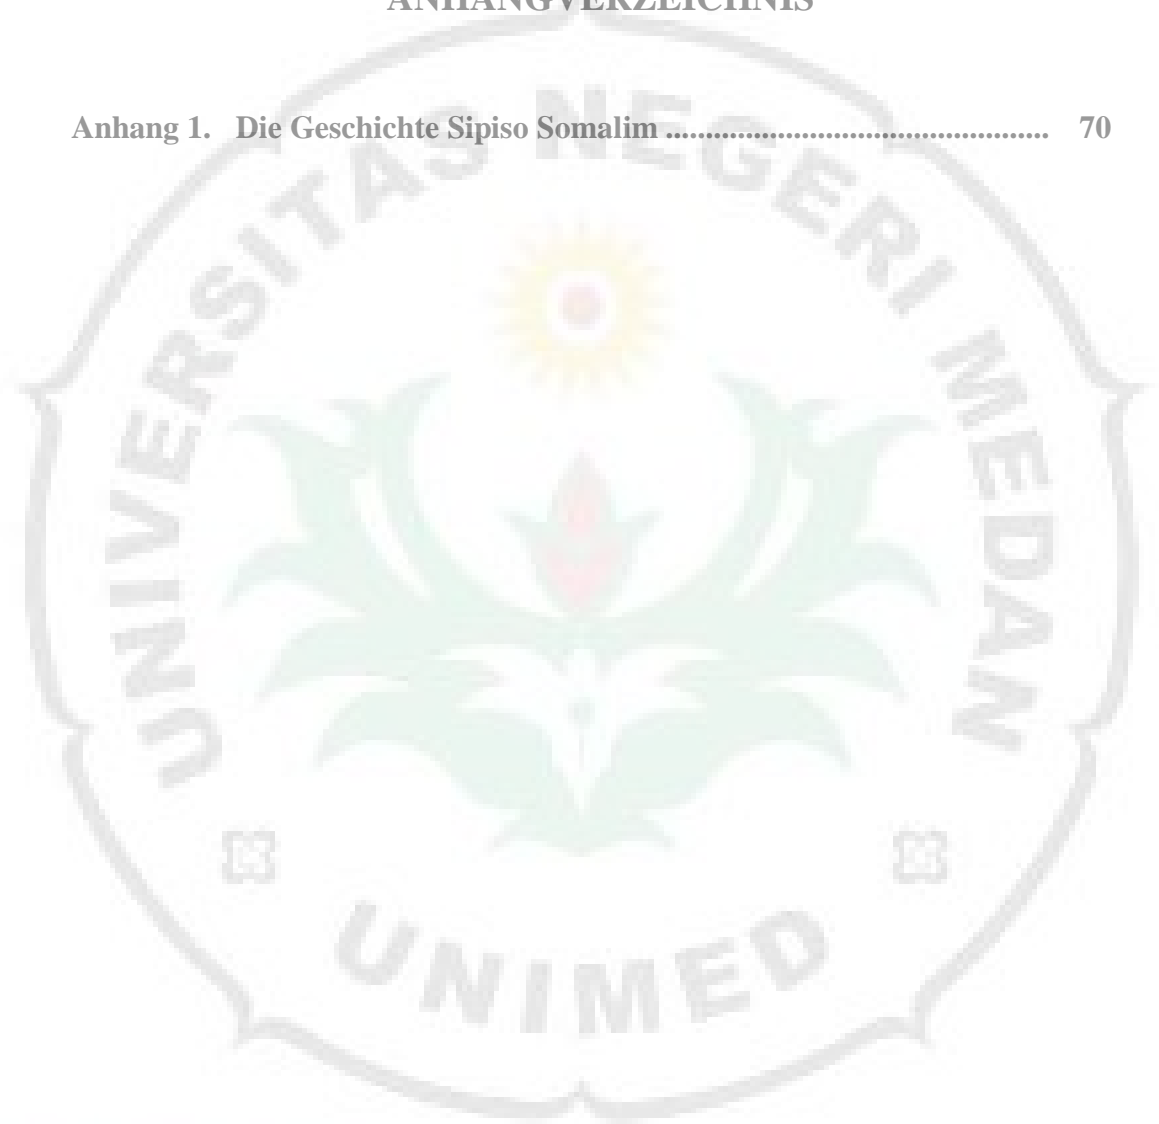 ANHANGVERZEICHNIS
Anhang 1. Die Geschichte Sipiso Somalim ................................................ 70
UNIVERSITAS NEGERI MEDAN
UNIMED